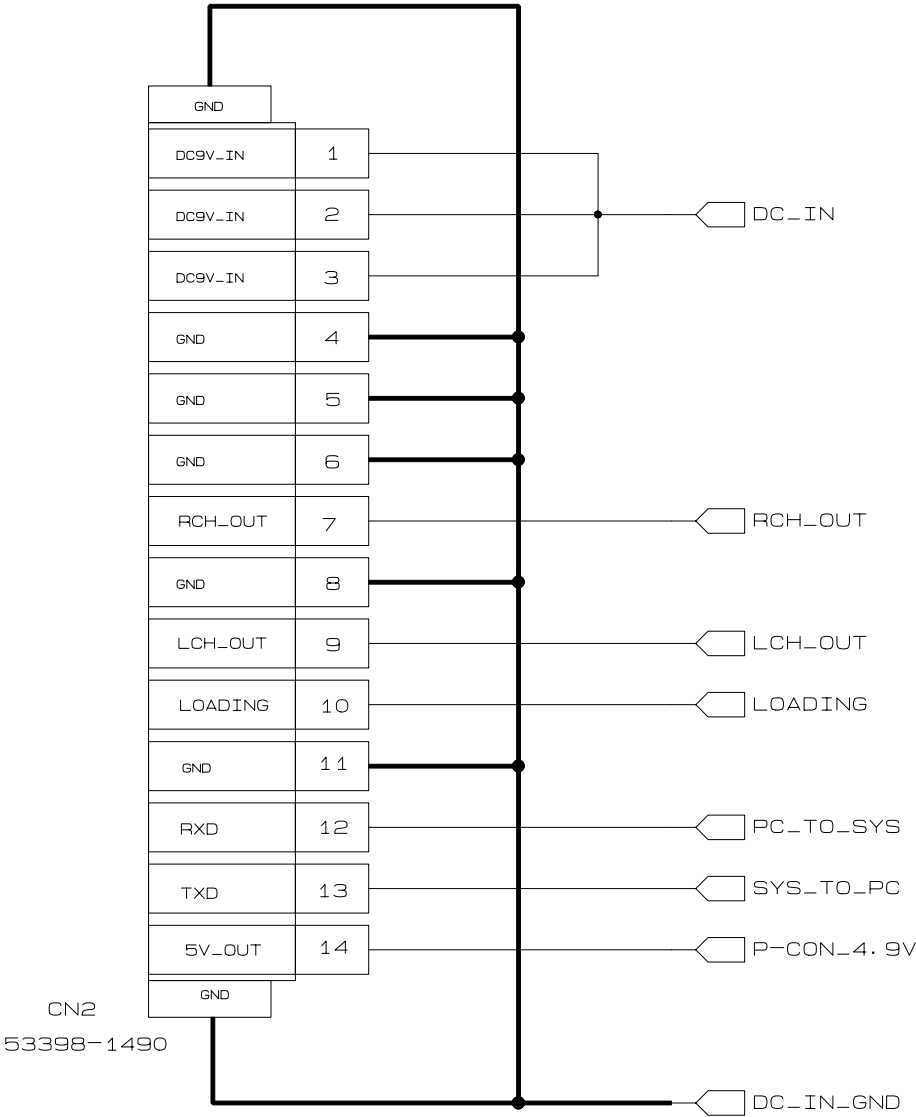 GND
DC9V_IN 1
DC9V_IN 2 DC_IN
DC9V_IN 3
GND 4
GND 5
GND 6
RCH_OUT 7 RCH_OUT
GND 8
LCH_OUT 9 LCH_OUT
LOADING 10 LOADING
GND 11
RXD 12 PC_TO_SYS
TXD 13 SYS_TO_PC
5V_OUT 14 P-CON_4.9V
GND
CN2
53398-1490
DC_IN_GND